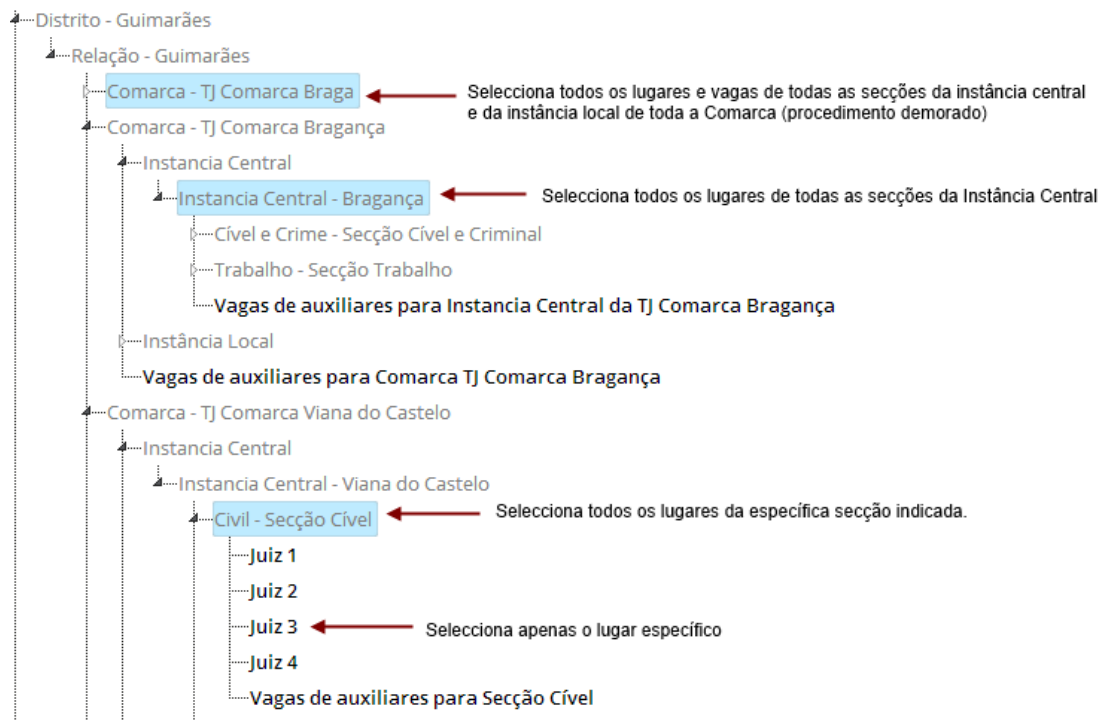 Distrito - Guimarães
Relação - Guimarães
Comarca - TJ Comarca Braga
Selecciona todos os lugares e vagas de todas as secções da instância central
e da instância local de toda a Comarca (procedimento demorado)
Comarca - TJ Comarca Bragança
Instancia Central
Instancia Central - Bragança
Selecciona todos os lugares de todas as secções da Instância Central
Cível e Crime - Secção Cível e Criminal
Trabalho - Secção Trabalho
Vagas de auxiliares para Instancia Central da TJ Comarca Bragança
Instância Local
Vagas de auxiliares para Comarca TJ Comarca Bragança
Comarca - TJ Comarca Viana do Castelo
Instancia Central
Instancia Central - Viana do Castelo
Civil - Secção Cível
Selecciona todos os lugares da específica secção indicada.
Juiz 1
Juiz 2
Juiz 3
Selecciona apenas o lugar específico
Juiz 4
Vagas de auxiliares para Secção Cível